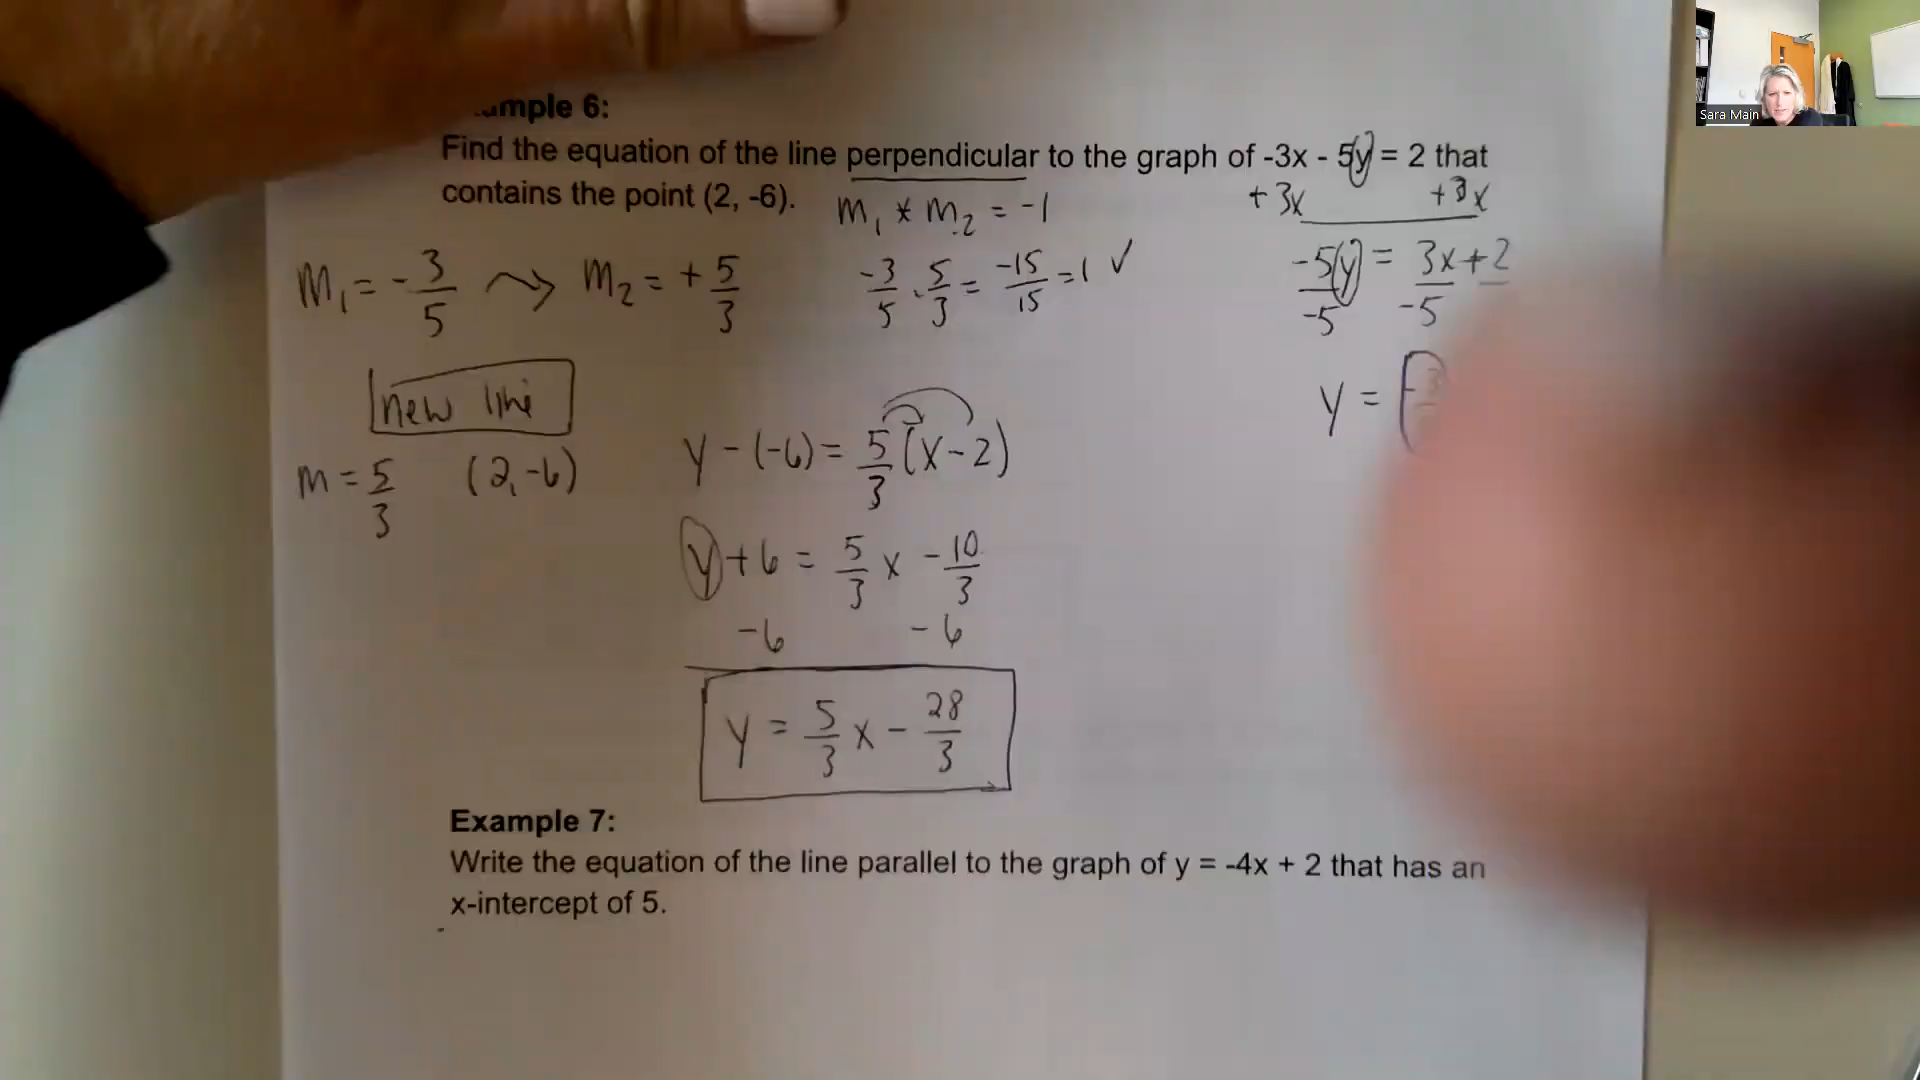 ample 6:
Find the equation of the line perpendicular to the graph of -3x - 5y = 2 that
contains the point (2, -6).
m₁ * m₂ = -1
+3x +3x
m₁ = -3/5 → m₂ = +5/3
-3/5 · 5/3 = -15/15 = 1 ✓
-5y/-5 = 3x+2/-5
y = -3
new line
m = 5/3 (2,-6)
y - (-6) = 5/3 (x-2)
y + 6 = 5/3 x - 10/3
-6 -6
y = 5/3 x - 28/3
Example 7:
Write the equation of the line parallel to the graph of y = -4x + 2 that has an
x-intercept of 5.
Sara Main